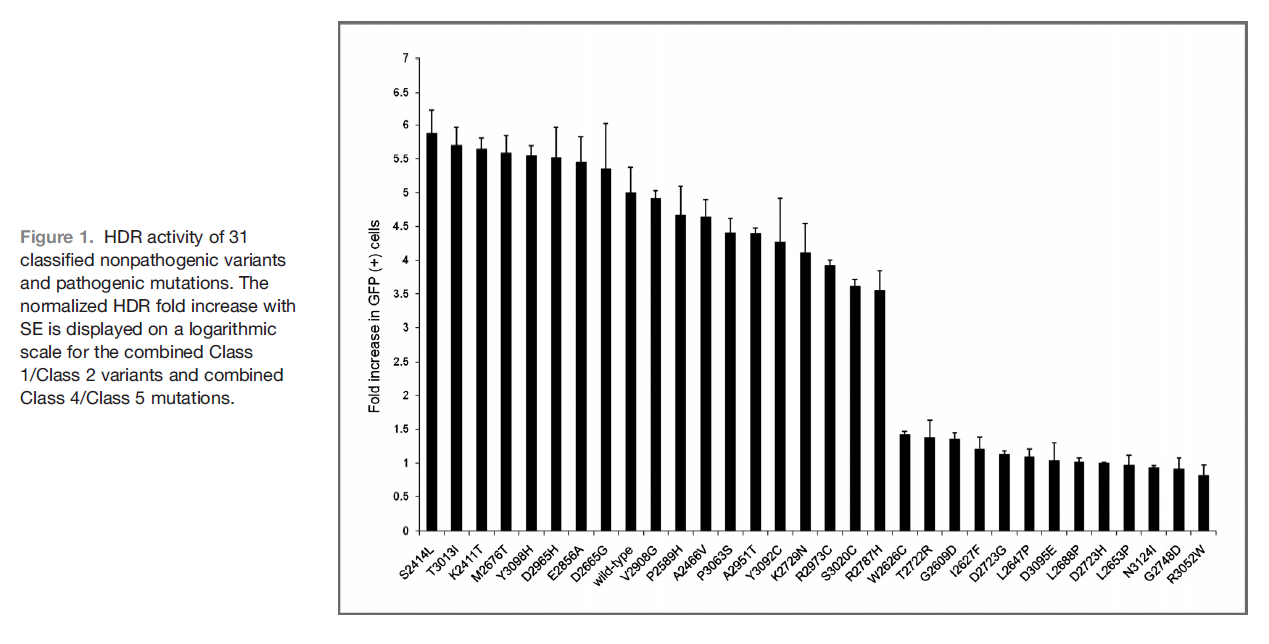 Figure 1. HDR activity of 31
classified nonpathogenic variants
and pathogenic mutations. The
normalized HDR fold increase with
SE is displayed on a logarithmic
scale for the combined Class
1/Class 2 variants and combined
Class 4/Class 5 mutations.
Fold increase in GFP (+) cells
7
6.5
6
5.5
5
4.5
4
3.5
3
2.5
2
1.5
1
0.5
0
S2414L
T3013I
K2411T
M2676T
Y3098H
D2965H
E2856A
D2665G
wild-type
V2908G
P2589H
A2466V
P3063S
A2951T
Y3092C
K2729N
R2973C
S3020C
R2787H
W2626C
T2722R
G2609D
I2627F
D2723G
L2647P
D3095E
L2688P
D2723H
L2653P
N3124I
G2748D
R3052W